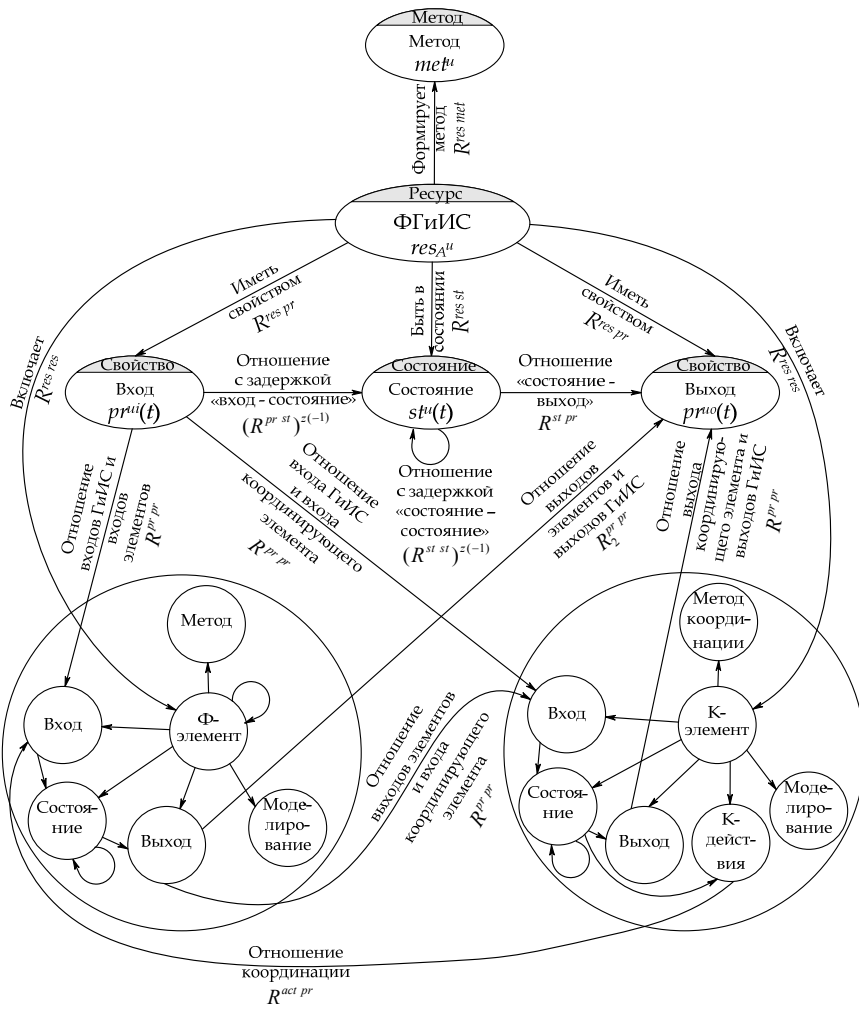 Метод
Метод
met^u
Формирует
метод
R^{res met}
Ресурс
ФГиИС
res_A^u
Иметь
свойством
R^{res pr}
Быть в
состоянии
R^{res st}
Иметь
свойством
R^{res pr}
Включает
R^{res res}
Включает
R^{res res}
Свойство
Вход
pr^{ui}(t)
Отношение
с задержкой
«вход - состояние»
(R^{pr st})^{z(−1)}
Состояние
Состояние
st^u(t)
Отношение
«состояние -
выход»
R^{st pr}
Свойство
Выход
pr^{uo}(t)
Отношение
с задержкой
«состояние –
состояние»
(R^{st st})^{z(−1)}
Отношение
входов ГиИС и
входов
элементов
R^{pr pr}
Отношение
входа ГиИС
и входа
координирующего
элемента
R^{pr pr}
Отношение
выходов
элементов и
выходов ГиИС
R_2^{pr pr}
Отношение
выхода
координирую-
щего элемента и
выходов ГиИС
R^{pr pr}
Метод
Вход
Ф-
элемент
Состоя-
ние
Выход
Моде-
лиро-
вание
Отношение
выходов элементов
и входа
координирующего
элемента
R^{pr pr}
Метод
коорди-
нации
Вход
К-
элемент
Состоя-
ние
Выход
К-
дейст-
вия
Моде-
лиро-
вание
Отношение
координации
R^{act pr}